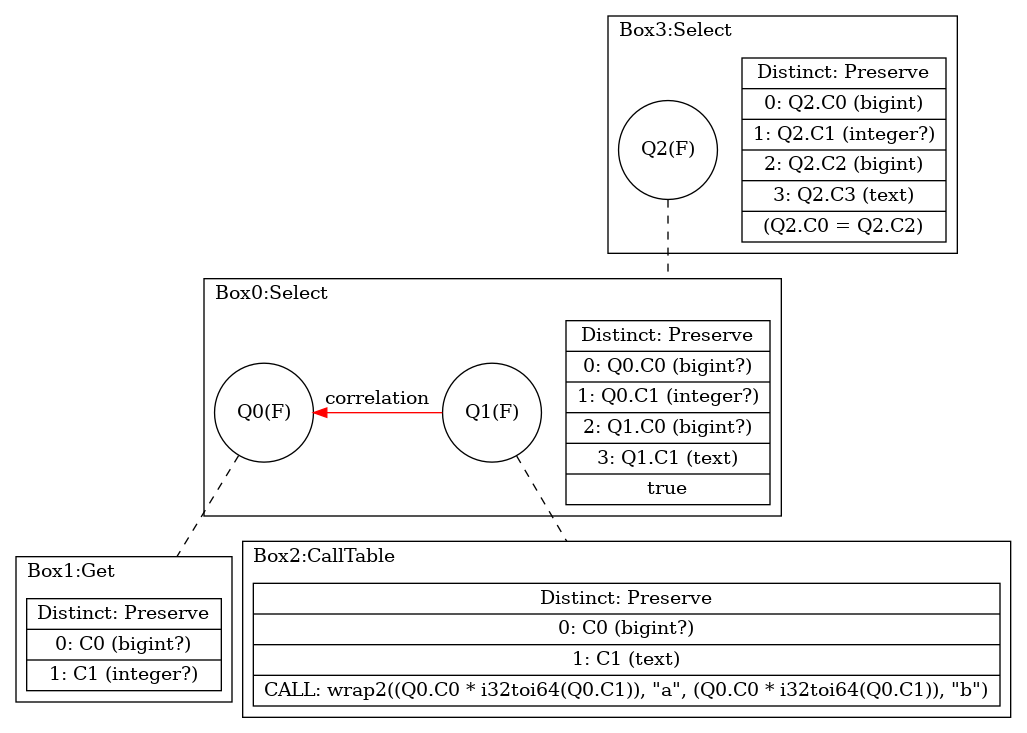 Box3:Select
Q2(F)
Distinct: Preserve
0: Q2.C0 (bigint)
1: Q2.C1 (integer?)
2: Q2.C2 (bigint)
3: Q2.C3 (text)
(Q2.C0 = Q2.C2)
Box0:Select
Q0(F)
correlation
Q1(F)
Distinct: Preserve
0: Q0.C0 (bigint?)
1: Q0.C1 (integer?)
2: Q1.C0 (bigint?)
3: Q1.C1 (text)
true
Box1:Get
Distinct: Preserve
0: C0 (bigint?)
1: C1 (integer?)
Box2:CallTable
Distinct: Preserve
0: C0 (bigint?)
1: C1 (text)
CALL: wrap2((Q0.C0 * i32toi64(Q0.C1)), "a", (Q0.C0 * i32toi64(Q0.C1)), "b")